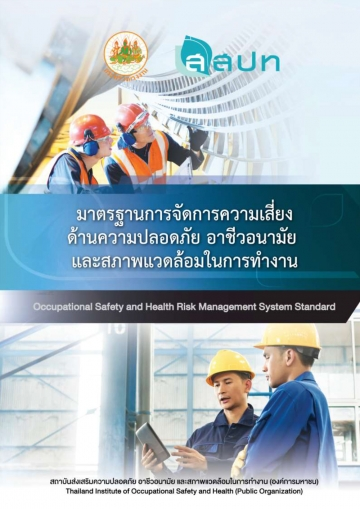 สสปท
มาตรฐานการจัดการความเสี่ยง
ด้านความปลอดภัย อาชีวอนามัย
และสภาพแวดล้อมในการทำงาน
Occupational Safety and Health Risk Management System Standard
สถาบันส่งเสริมความปลอดภัย อาชีวอนามัย และสภาพแวดล้อมในการทำงาน (องค์การมหาชน)
Thailand Institute of Occupational Safety and Health (Public Organization)